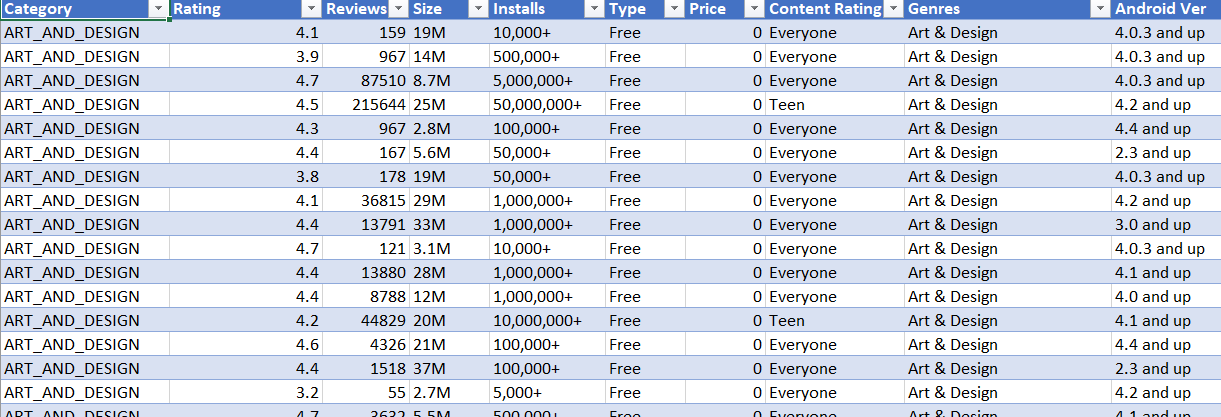 Category Rating Reviews Size Installs Type Price Content Rating Genres Android Ver
ART_AND_DESIGN 4.1 159 19M 10,000+ Free 0 Everyone Art & Design 4.0.3 and up
ART_AND_DESIGN 3.9 967 14M 500,000+ Free 0 Everyone Art & Design 4.0.3 and up
ART_AND_DESIGN 4.7 87510 8.7M 5,000,000+ Free 0 Everyone Art & Design 4.0.3 and up
ART_AND_DESIGN 4.5 215644 25M 50,000,000+ Free 0 Teen Art & Design 4.2 and up
ART_AND_DESIGN 4.3 967 2.8M 100,000+ Free 0 Everyone Art & Design 4.4 and up
ART_AND_DESIGN 4.4 167 5.6M 50,000+ Free 0 Everyone Art & Design 2.3 and up
ART_AND_DESIGN 3.8 178 19M 50,000+ Free 0 Everyone Art & Design 4.0.3 and up
ART_AND_DESIGN 4.1 36815 29M 1,000,000+ Free 0 Everyone Art & Design 4.2 and up
ART_AND_DESIGN 4.4 13791 33M 1,000,000+ Free 0 Everyone Art & Design 3.0 and up
ART_AND_DESIGN 4.7 121 3.1M 10,000+ Free 0 Everyone Art & Design 4.0.3 and up
ART_AND_DESIGN 4.4 13880 28M 1,000,000+ Free 0 Everyone Art & Design 4.1 and up
ART_AND_DESIGN 4.4 8788 12M 1,000,000+ Free 0 Everyone Art & Design 4.0 and up
ART_AND_DESIGN 4.2 44829 20M 10,000,000+ Free 0 Teen Art & Design 4.1 and up
ART_AND_DESIGN 4.6 4326 21M 100,000+ Free 0 Everyone Art & Design 4.4 and up
ART_AND_DESIGN 4.4 1518 37M 100,000+ Free 0 Everyone Art & Design 2.3 and up
ART_AND_DESIGN 3.2 55 2.7M 5,000+ Free 0 Everyone Art & Design 4.2 and up
ART_AND_DESIGN 4.7 3632 5.5M 500,000+ Free 0 Everyone Art & Design 4.1 and up